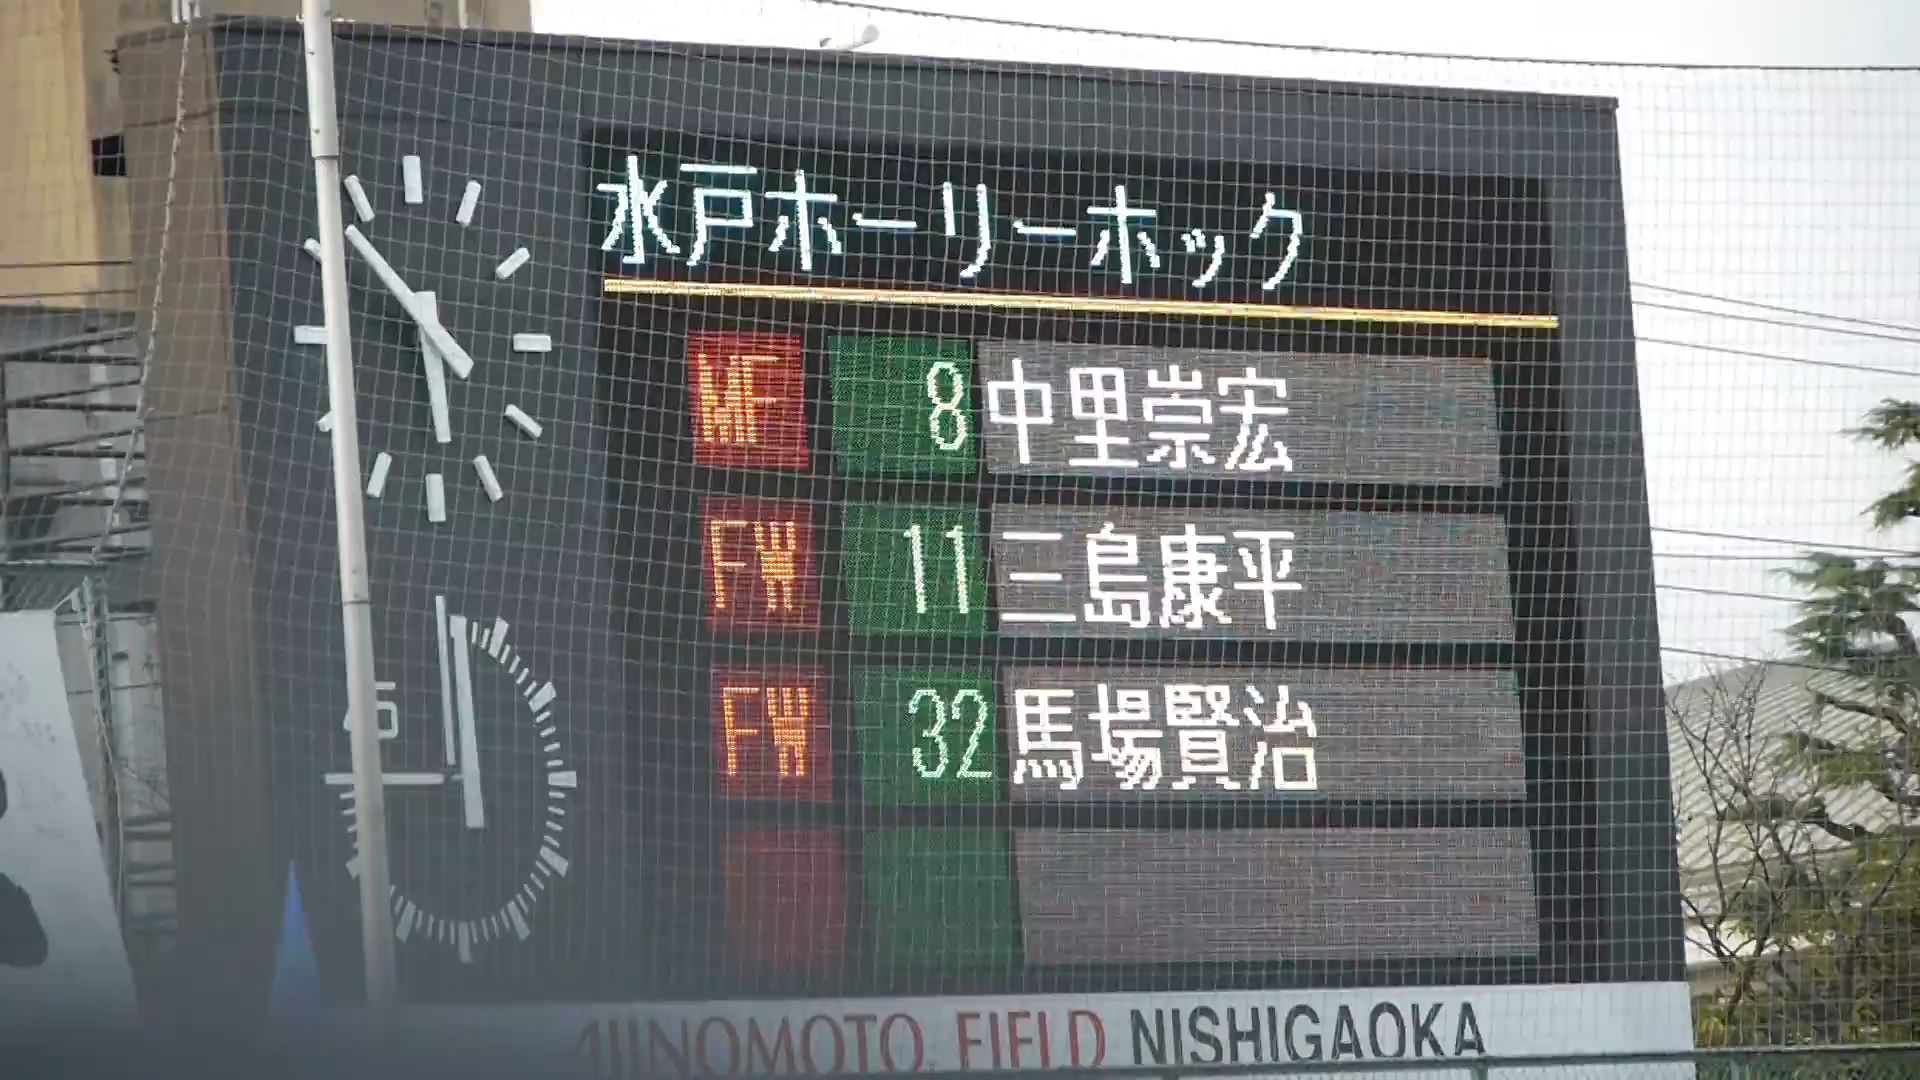 水戸ホーリーホック
MF 8 中里崇宏
FW 11 三島康平
FW 32 馬場賢治
45
AJINOMOTO FIELD NISHIGAOKA